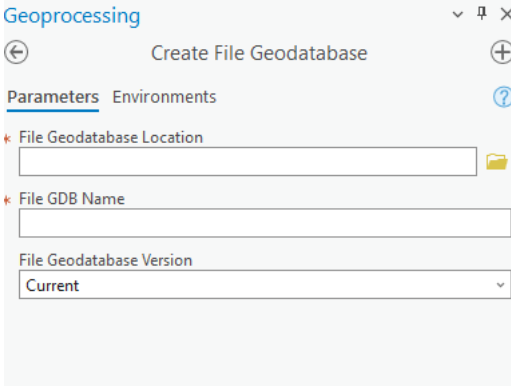 Geoprocessing
Create File Geodatabase
Parameters Environments
* File Geodatabase Location
* File GDB Name
File Geodatabase Version
Current